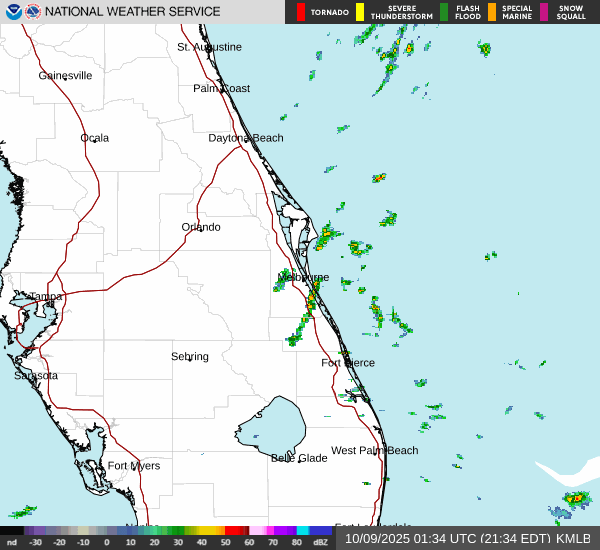 NATIONAL WEATHER SERVICE
TORNADO
SEVERE THUNDERSTORM
FLASH FLOOD
SPECIAL MARINE
SNOW SQUALL
St. Augustine
Gainesville
Palm Coast
Ocala
Daytona Beach
Orlando
Melbourne
Tampa
Sebring
Fort Pierce
Sarasota
West Palm Beach
Belle Glade
Fort Myers
nd -30 -20 -10 0 10 20 30 40 50 60 70 80 dBZ
10/09/2025 01:34 UTC (21:34 EDT) KMLB